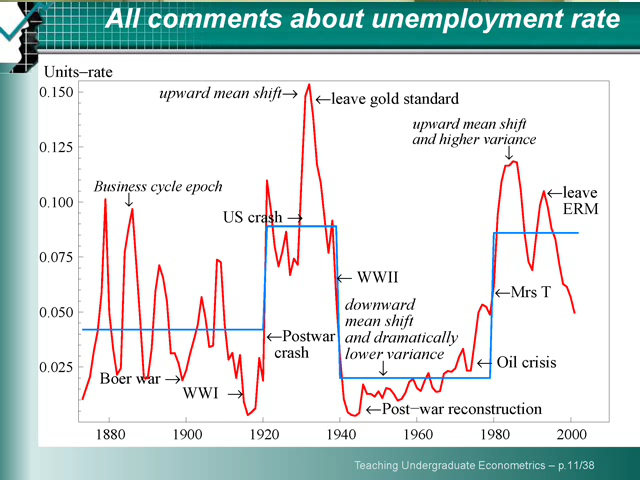 All comments about unemployment rate
Units−rate
0.150
0.125
0.100
0.075
0.050
0.025
upward mean shift→
←leave gold standard
upward mean shift
and higher variance
↓
Business cycle epoch
↓
US crash →
←leave
ERM
← WWII
←Mrs T
downward
mean shift
and dramatically
lower variance
↓
←Postwar
crash
Boer war →
WWI →
← Oil crisis
←Post−war reconstruction
1880 1900 1920 1940 1960 1980 2000
Teaching Undergraduate Econometrics – p.11/38